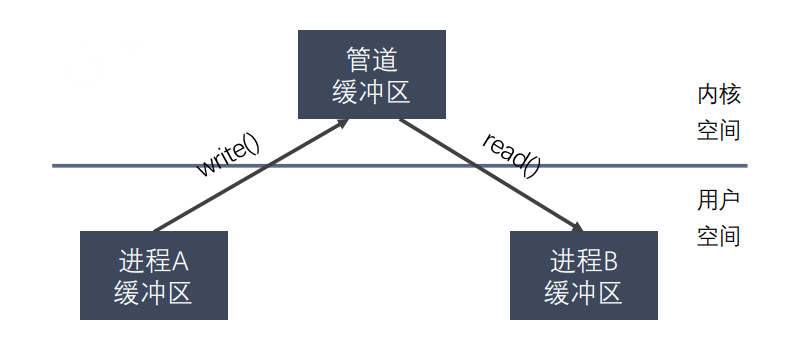 管道
缓冲区
内核
空间
write()
read()
用户
空间
进程A
缓冲区
进程B
缓冲区